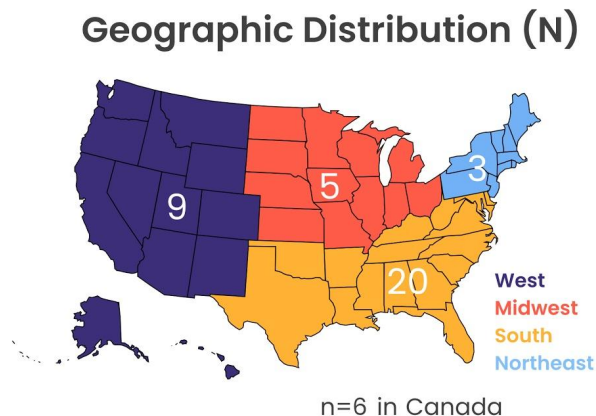 Geographic Distribution (N)
3
5
9
20
West
Midwest
South
Northeast
n=6 in Canada